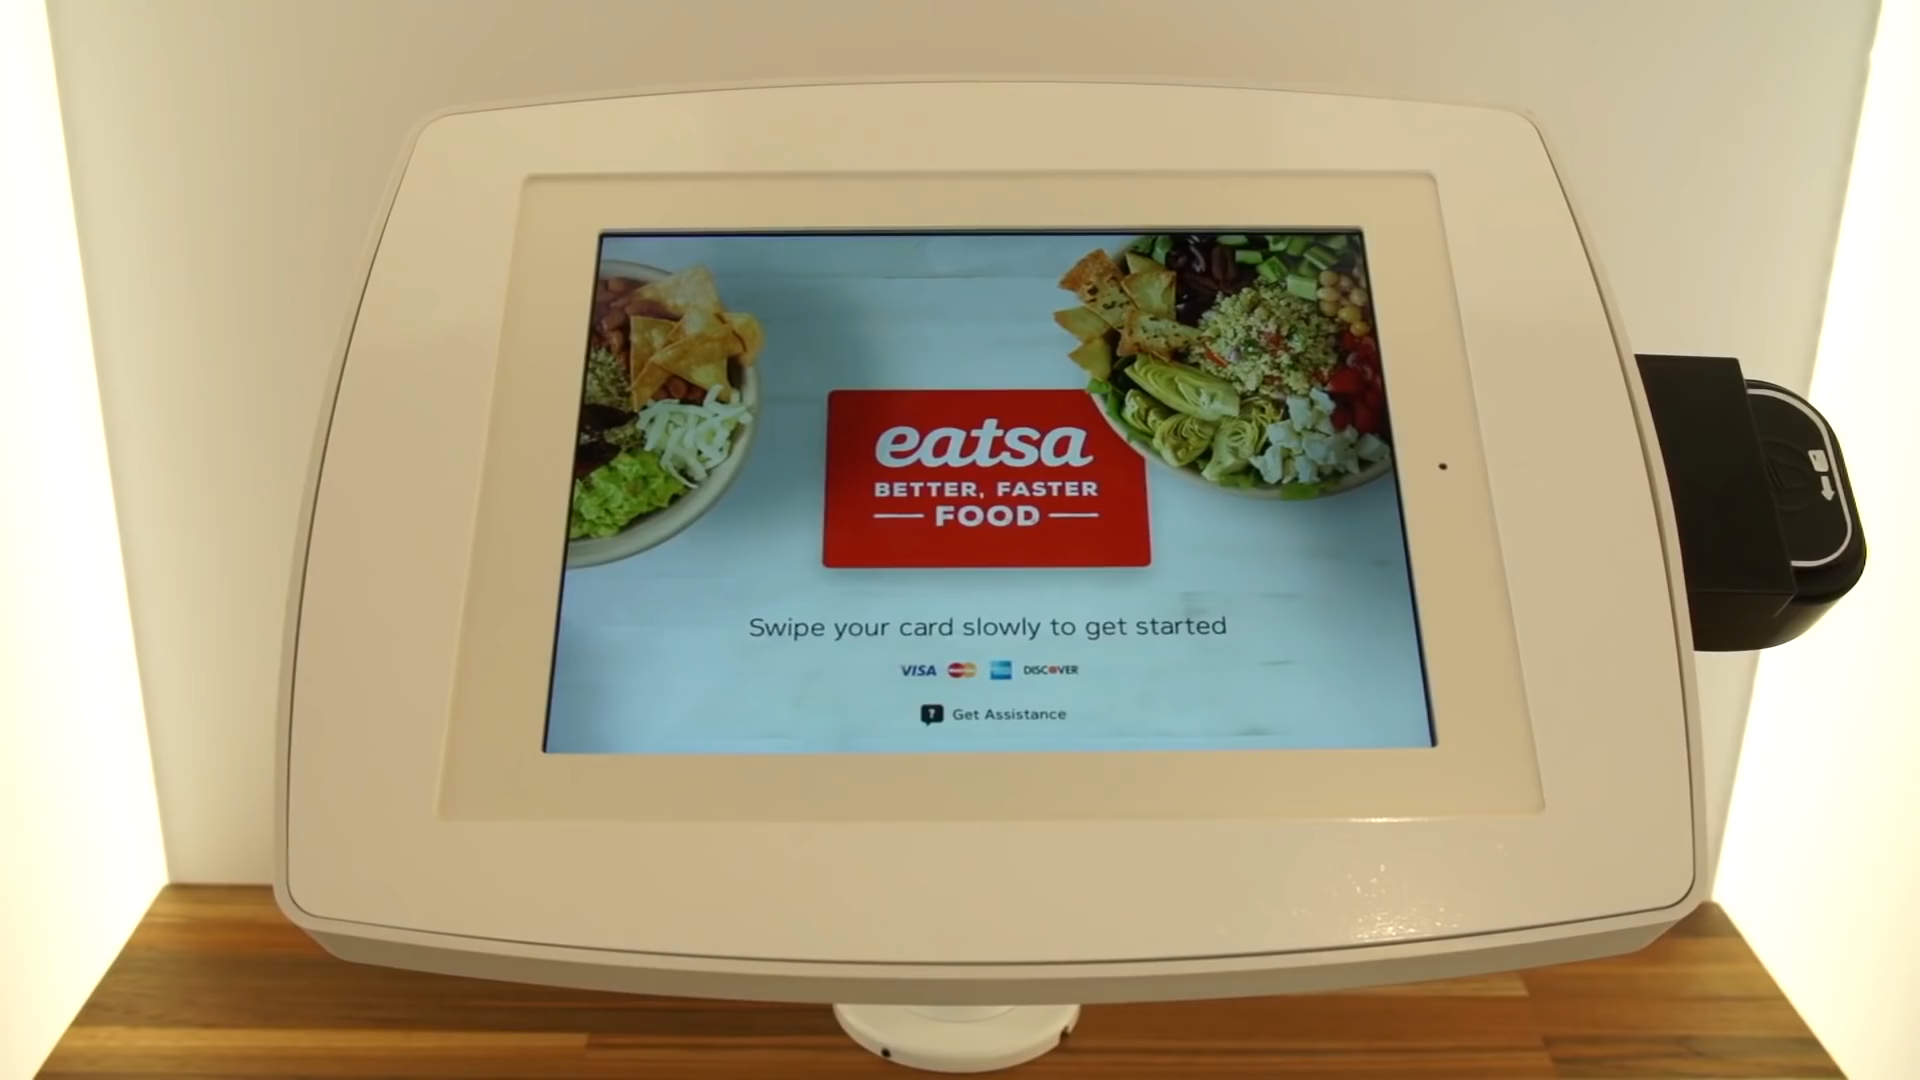 eatsa
BETTER, FASTER
FOOD
Swipe your card slowly to get started
VISA DISCOVER
Get Assistance